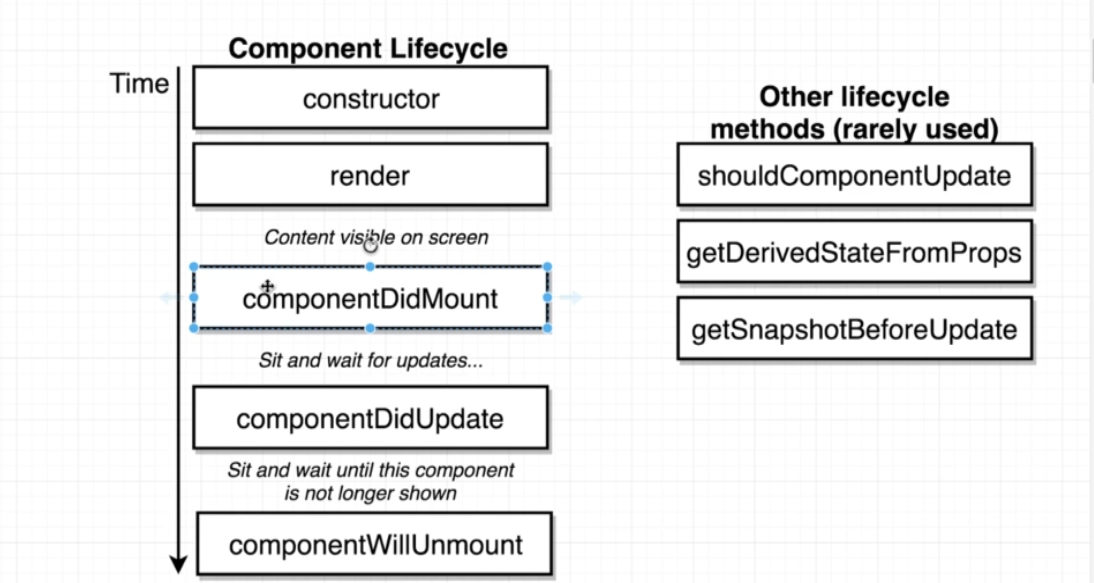 Component Lifecycle
Time
constructor
render
Content visible on screen
componentDidMount
Sit and wait for updates...
componentDidUpdate
Sit and wait until this component
is not longer shown
componentWillUnmount
Other lifecycle
methods (rarely used)
shouldComponentUpdate
getDerivedStateFromProps
getSnapshotBeforeUpdate